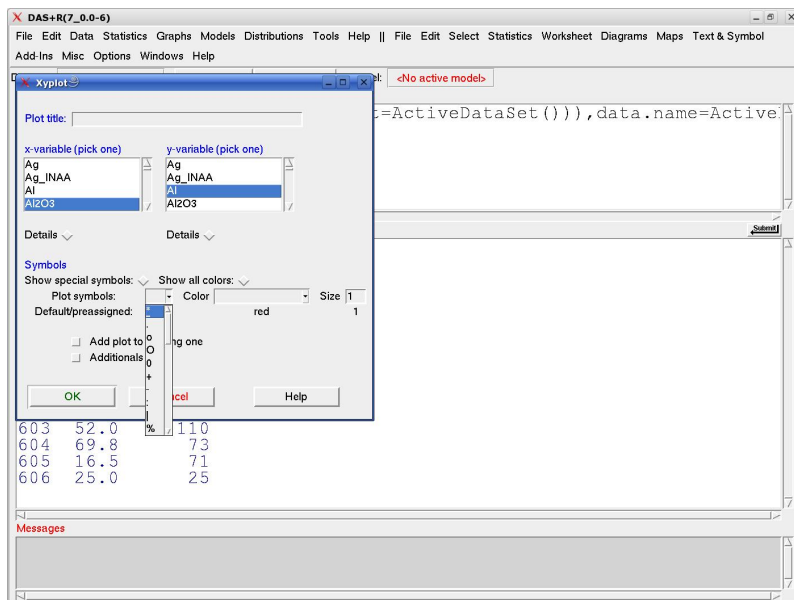 DAS+R(7_0.0-6)
File Edit Data Statistics Graphs Models Distributions Tools Help || File Edit Select Statistics Worksheet Diagrams Maps Text & Symbol
Add-Ins Misc Options Windows Help
Xyplot
<No active model>
Plot title:
t=ActiveDataSet())),data.name=Active
x-variable (pick one) y-variable (pick one)
Ag Ag
Ag_INAA Ag_INAA
Al Al
Al2O3 Al2O3
Details Details
Submit
Symbols
Show special symbols: Show all colors:
Plot symbols: Color Size 1
Default/preassigned: red 1
.
o
O
0
+
-
:
|
%
Add plot to
Additionals
OK Help
603 52.0 110
604 69.8 73
605 16.5 71
606 25.0 25
Messages